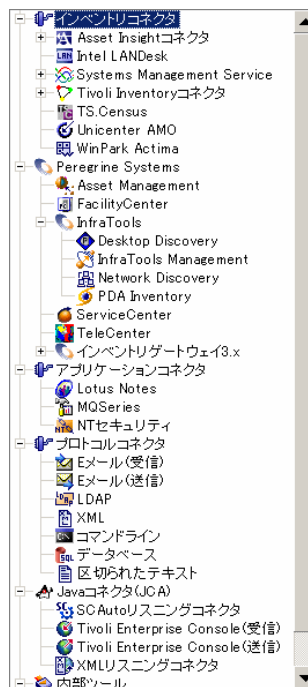 インベントリコネクタ
Asset Insightコネクタ
Intel LANDesk
Systems Management Service
Tivoli Inventoryコネクタ
TS.Census
Unicenter AMO
WinPark Actima
Peregrine Systems
Asset Management
FacilityCenter
InfraTools
Desktop Discovery
InfraTools Management
Network Discovery
PDA Inventory
ServiceCenter
TeleCenter
インベントリゲートウェイ3.x
アプリケーションコネクタ
Lotus Notes
MQSeries
NTセキュリティ
プロトコルコネクタ
Eメール(受信)
Eメール(送信)
LDAP
XML
コマンドライン
データベース
区切られたテキスト
Javaコネクタ(JCA)
SCAutoリスニングコネクタ
Tivoli Enterprise Console(受信)
Tivoli Enterprise Console(送信)
XMLリスニングコネクタ
内部ツール